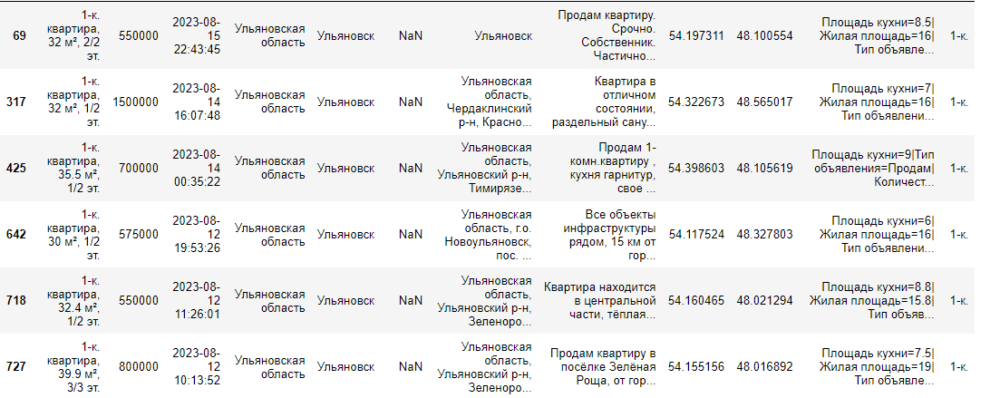 69 1-к. квартира, 32 м², 2/2 эт. 550000 2023-08-15 22:43:45 Ульяновская область Ульяновск NaN Ульяновск Продам квартиру. Срочно. Собственник. Частично... 54.197311 48.100554 Площадь кухни=8.5|Жилая площадь=16|Тип объявле... 1-к.
317 1-к. квартира, 32 м², 1/2 эт. 1500000 2023-08-14 16:07:48 Ульяновская область Ульяновск NaN Ульяновская область, Чердаклинский р-н, Красно... Квартира в отличном состоянии, раздельный сану... 54.322673 48.565017 Площадь кухни=7|Жилая площадь=16|Тип объявлени... 1-к.
425 1-к. квартира, 35.5 м², 1/2 эт. 700000 2023-08-14 00:35:22 Ульяновская область Ульяновск NaN Ульяновская область, Ульяновский р-н, Тимирязе... Продам 1-комн.квартиру , кухня гарнитур, свое ... 54.398603 48.105619 Площадь кухни=9|Тип объявления=Продам|Количест... 1-к.
642 1-к. квартира, 30 м², 1/2 эт. 575000 2023-08-12 19:53:26 Ульяновская область Ульяновск NaN Ульяновская область, г.о. Новоульяновск, пос. ... Все объекты инфраструктуры рядом, 15 км от гор... 54.117524 48.327803 Площадь кухни=6|Жилая площадь=16|Тип объявлени... 1-к.
718 1-к. квартира, 32.4 м², 1/2 эт. 550000 2023-08-12 11:26:01 Ульяновская область Ульяновск NaN Ульяновская область, Ульяновский р-н, Зеленоро... Квартира находится в центральной части, тёплая... 54.160465 48.021294 Площадь кухни=8.8|Жилая площадь=15.8|Тип объяв... 1-к.
727 1-к. квартира, 39.9 м², 3/3 эт. 800000 2023-08-12 10:13:52 Ульяновская область Ульяновск NaN Ульяновская область, Ульяновский р-н, Зеленоро... Продам квартиру в посёлке Зелёная Роща, от гор... 54.155156 48.016892 Площадь кухни=7.5|Жилая площадь=19|Тип объявле... 1-к.